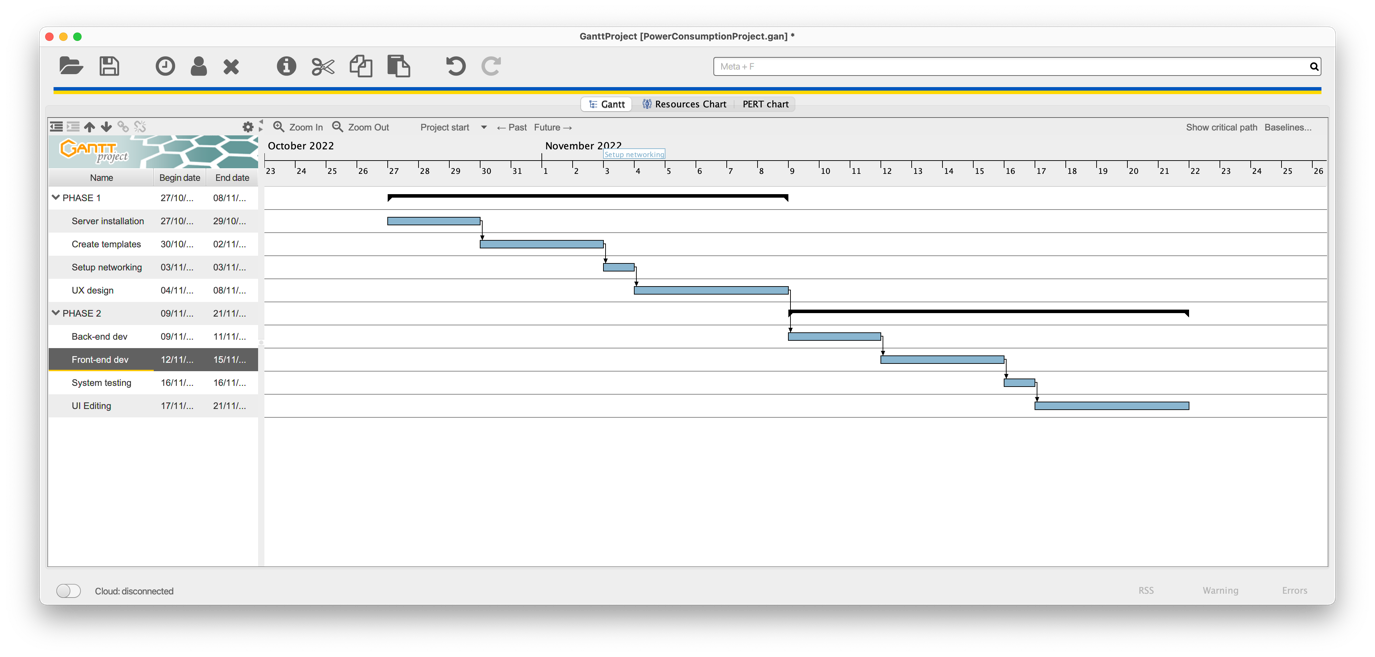 GanttProject [PowerConsumptionProject.gan] *
Meta + F
Gantt Resources Chart PERT chart
Zoom In Zoom Out Project start ← Past Future → Show critical path Baselines...
GANTT project
October 2022 November 2022
Setup networking
23 24 25 26 27 28 29 30 31 1 2 3 4 5 6 7 8 9 10 11 12 13 14 15 16 17 18 19 20 21 22 23 24 25 26
Name Begin date End date
PHASE 1 27/10/... 08/11/...
Server installation 27/10/... 29/10/...
Create templates 30/10/... 02/11/...
Setup networking 03/11/... 03/11/...
UX design 04/11/... 08/11/...
PHASE 2 09/11/... 21/11/...
Back-end dev 09/11/... 11/11/...
Front-end dev 12/11/... 15/11/...
System testing 16/11/... 16/11/...
UI Editing 17/11/... 21/11/...
Cloud: disconnected RSS Warning Errors